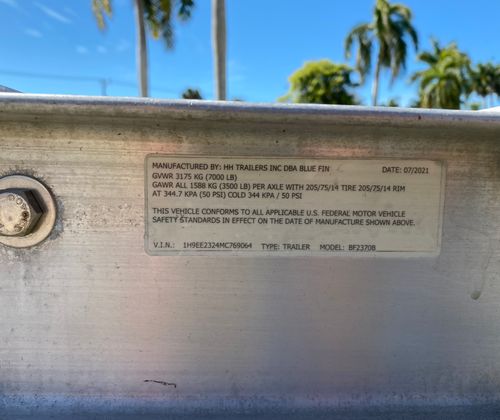 MANUFACTURED BY: HH TRAILERS INC DBA BLUE FIN DATE: 07/2021
GVWR 3175 KG (7000 LB)
GAWR ALL 1588 KG (3500 LB) PER AXLE WITH 205/75/14 TIRE 205/75/14 RIM
AT 344.7 KPA (50 PSI) COLD 344 KPA / 50 PSI
THIS VEHICLE CONFORMS TO ALL APPLICABLE U.S. FEDERAL MOTOR VEHICLE
SAFETY STANDARDS IN EFFECT ON THE DATE OF MANUFACTURE SHOWN ABOVE.
V.I.N.: 1H9EE2324MC769064 TYPE: TRAILER MODEL: BF2370B